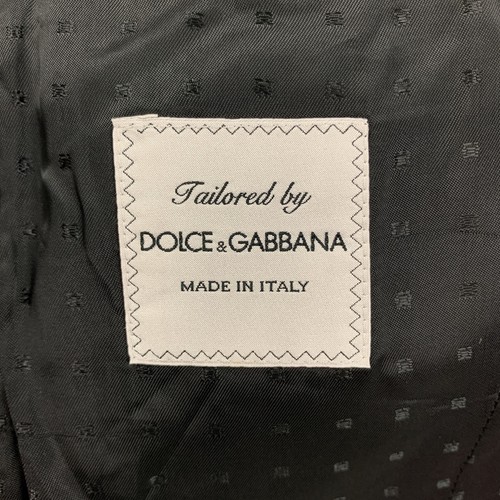 Tailored by
DOLCE & GABBANA
MADE IN ITALY